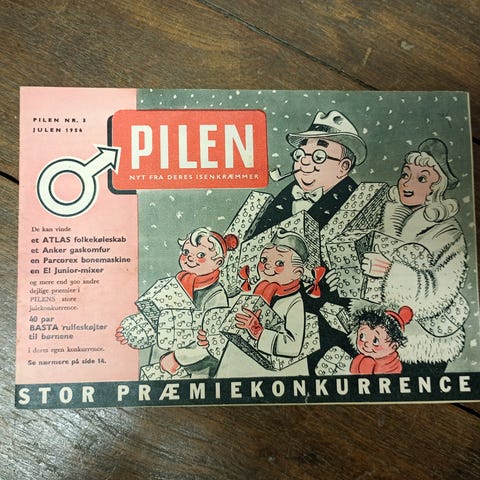 PILEN NR. 3
JULEN 1956
PILEN
NYT FRA DERES ISENKRÆMMER
De kan vinde
et ATLAS folkekøleskab
et Anker gaskomfur
en Parcorex bonemaskine
en El Junior-mixer
og mere end 300 andre
dejlige præmier i
PILENS store
julekonkurrence.
40 par
BASTA rulleskøjter
til børnene
i deres egen konkurrence.
Se nærmere på side 14.
STOR PRÆMIEKONKURRENCE